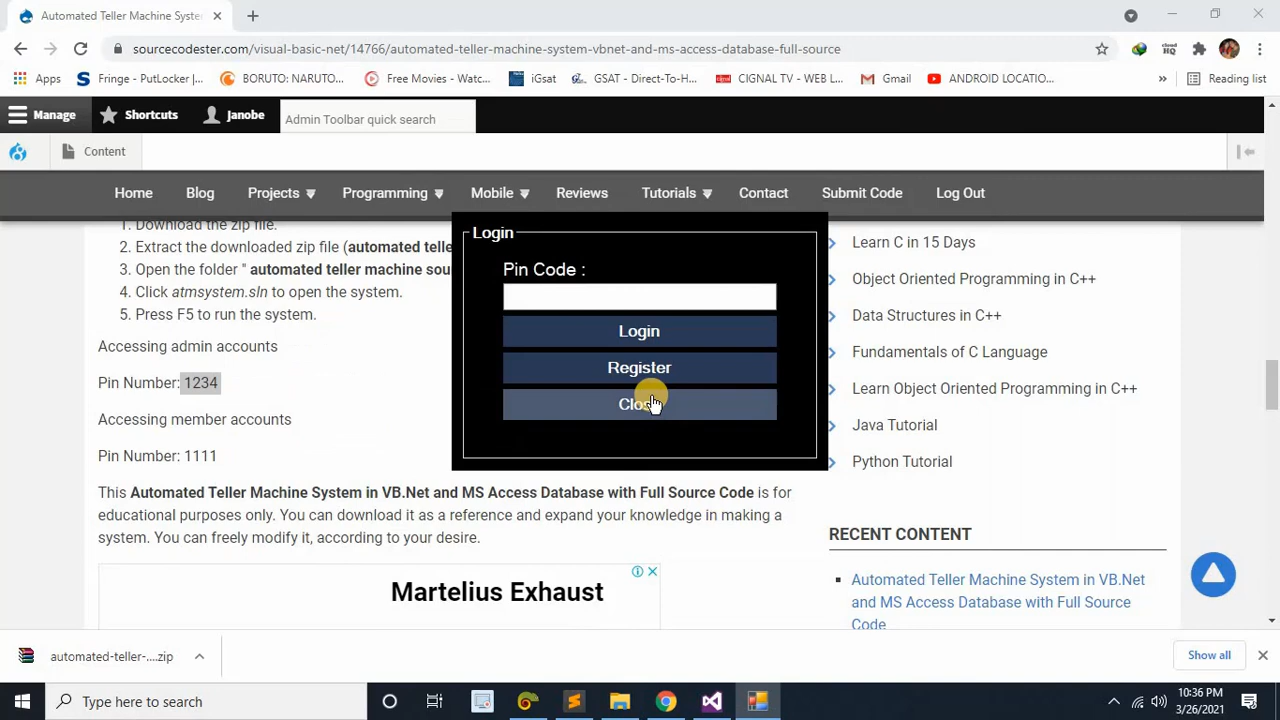 Automated Teller Machine Syste
sourcecodester.com/visual-basic-net/14766/automated-teller-machine-system-vbnet-and-ms-access-database-full-source
Apps Fringe - PutLocker |... BORUTO: NARUTO... Free Movies - Watc... iGsat GSAT - Direct-To-H... CIGNAL TV - WEB L... Gmail ANDROID LOCATIO... » Reading list
Manage Shortcuts Janobe Admin Toolbar quick search
Content
Home Blog Projects Programming Mobile Reviews Tutorials Contact Submit Code Log Out
1. Download the zip file.
2. Extract the downloaded zip file (automated telle
3. Open the folder " automated teller machine sou
4. Click atmsystem.sln to open the system.
5. Press F5 to run the system.
Accessing admin accounts
Pin Number: 1234
Accessing member accounts
Pin Number: 1111
This Automated Teller Machine System in VB.Net and MS Access Database with Full Source Code is for
educational purposes only. You can download it as a reference and expand your knowledge in making a
system. You can freely modify it, according to your desire.
Martelius Exhaust
Login
Pin Code :
Login
Register
Clos
Learn C in 15 Days
Object Oriented Programming in C++
Data Structures in C++
Fundamentals of C Language
Learn Object Oriented Programming in C++
Java Tutorial
Python Tutorial
RECENT CONTENT
Automated Teller Machine System in VB.Net
and MS Access Database with Full Source
Code
automated-teller-....zip
Show all
Type here to search
10:36 PM
3/26/2021